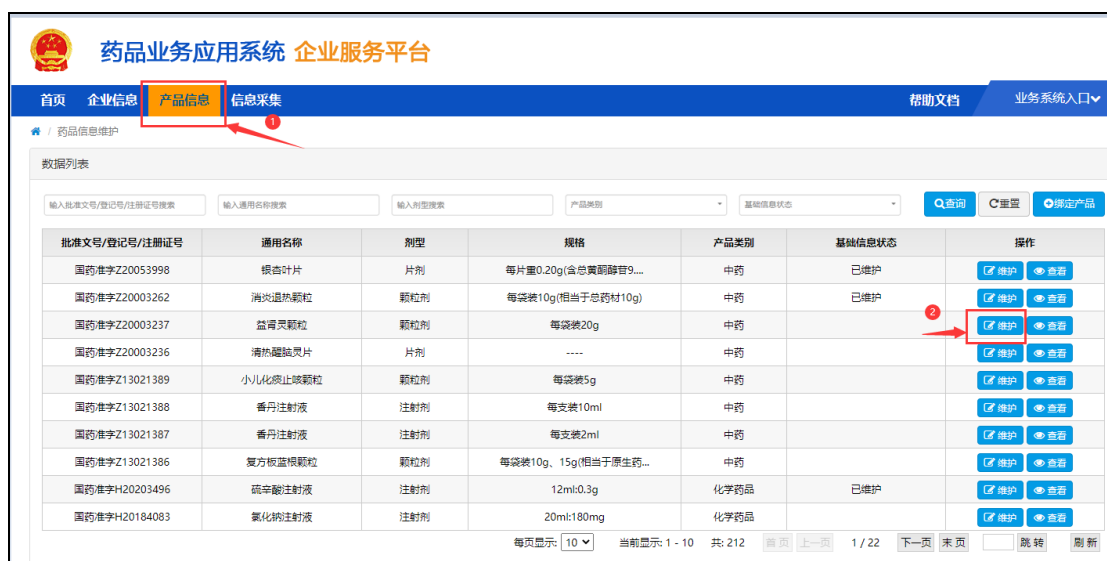 药品业务应用系统 企业服务平台
首页 企业信息 产品信息 信息采集 帮助文档 业务系统入口
1
/ 药品信息维护
数据列表
输入批准文号/登记号/注册证号搜索 输入通用名称搜索 输入剂型搜索 产品类别 基础信息状态 查询 重置 绑定产品
批准文号/登记号/注册证号 通用名称 剂型 规格 产品类别 基础信息状态 操作
国药准字Z20053998 银杏叶片 片剂 每片重0.20g(含总黄酮醇苷9.... 中药 已维护 维护 查看
国药准字Z20003262 消炎退热颗粒 颗粒剂 每袋装10g(相当于总药材10g) 中药 已维护 维护 查看
2
国药准字Z20003237 益肾灵颗粒 颗粒剂 每袋装20g 中药 维护 查看
国药准字Z20003236 清热醒脑灵片 片剂 ---- 中药 维护 查看
国药准字Z13021389 小儿化痰止咳颗粒 颗粒剂 每袋装5g 中药 维护 查看
国药准字Z13021388 香丹注射液 注射剂 每支装10ml 中药 维护 查看
国药准字Z13021387 香丹注射液 注射剂 每支装2ml 中药 维护 查看
国药准字Z13021386 复方板蓝根颗粒 颗粒剂 每袋装10g、15g(相当于原生药... 中药 维护 查看
国药准字H20203496 硫辛酸注射液 注射剂 12ml:0.3g 化学药品 已维护 维护 查看
国药准字H20184083 氯化钠注射液 注射剂 20ml:180mg 化学药品 维护 查看
每页显示: 10 当前显示: 1 - 10 共: 212 首页 上一页 1 / 22 下一页 末页 跳转 刷新